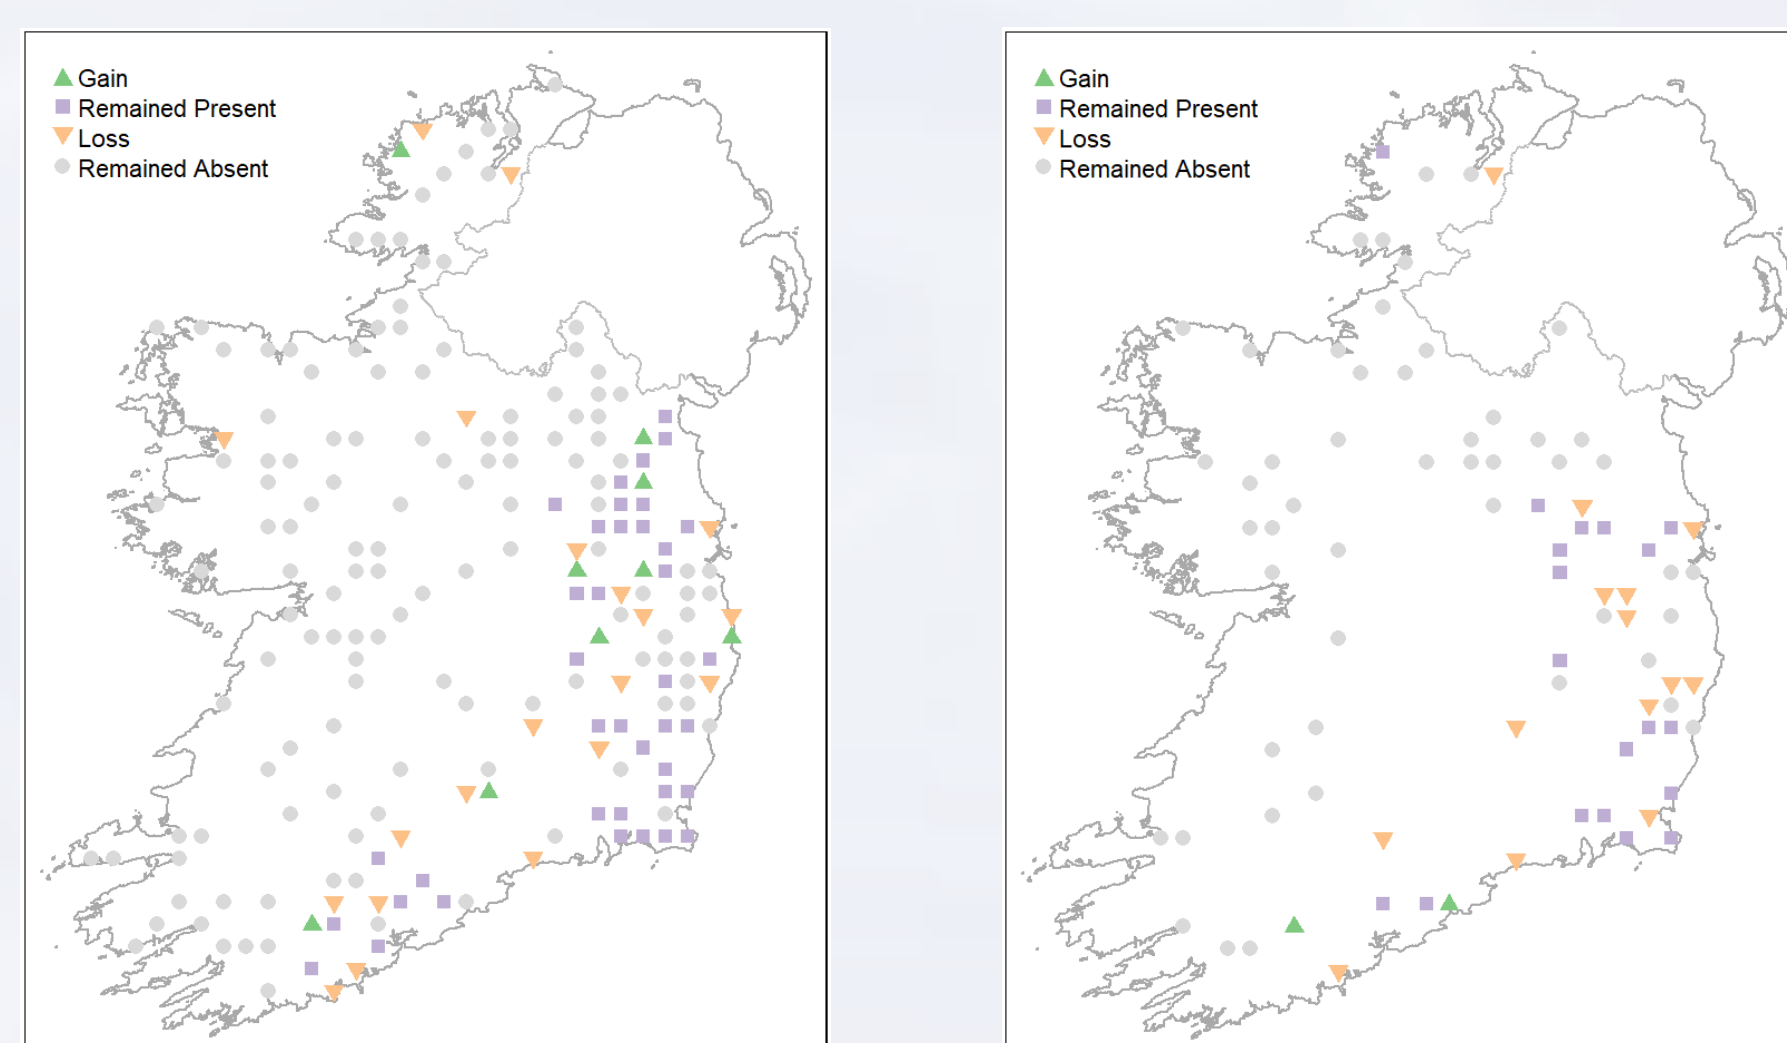 Gain
Remained Present
Loss
Remained Absent
Gain
Remained Present
Loss
Remained Absent